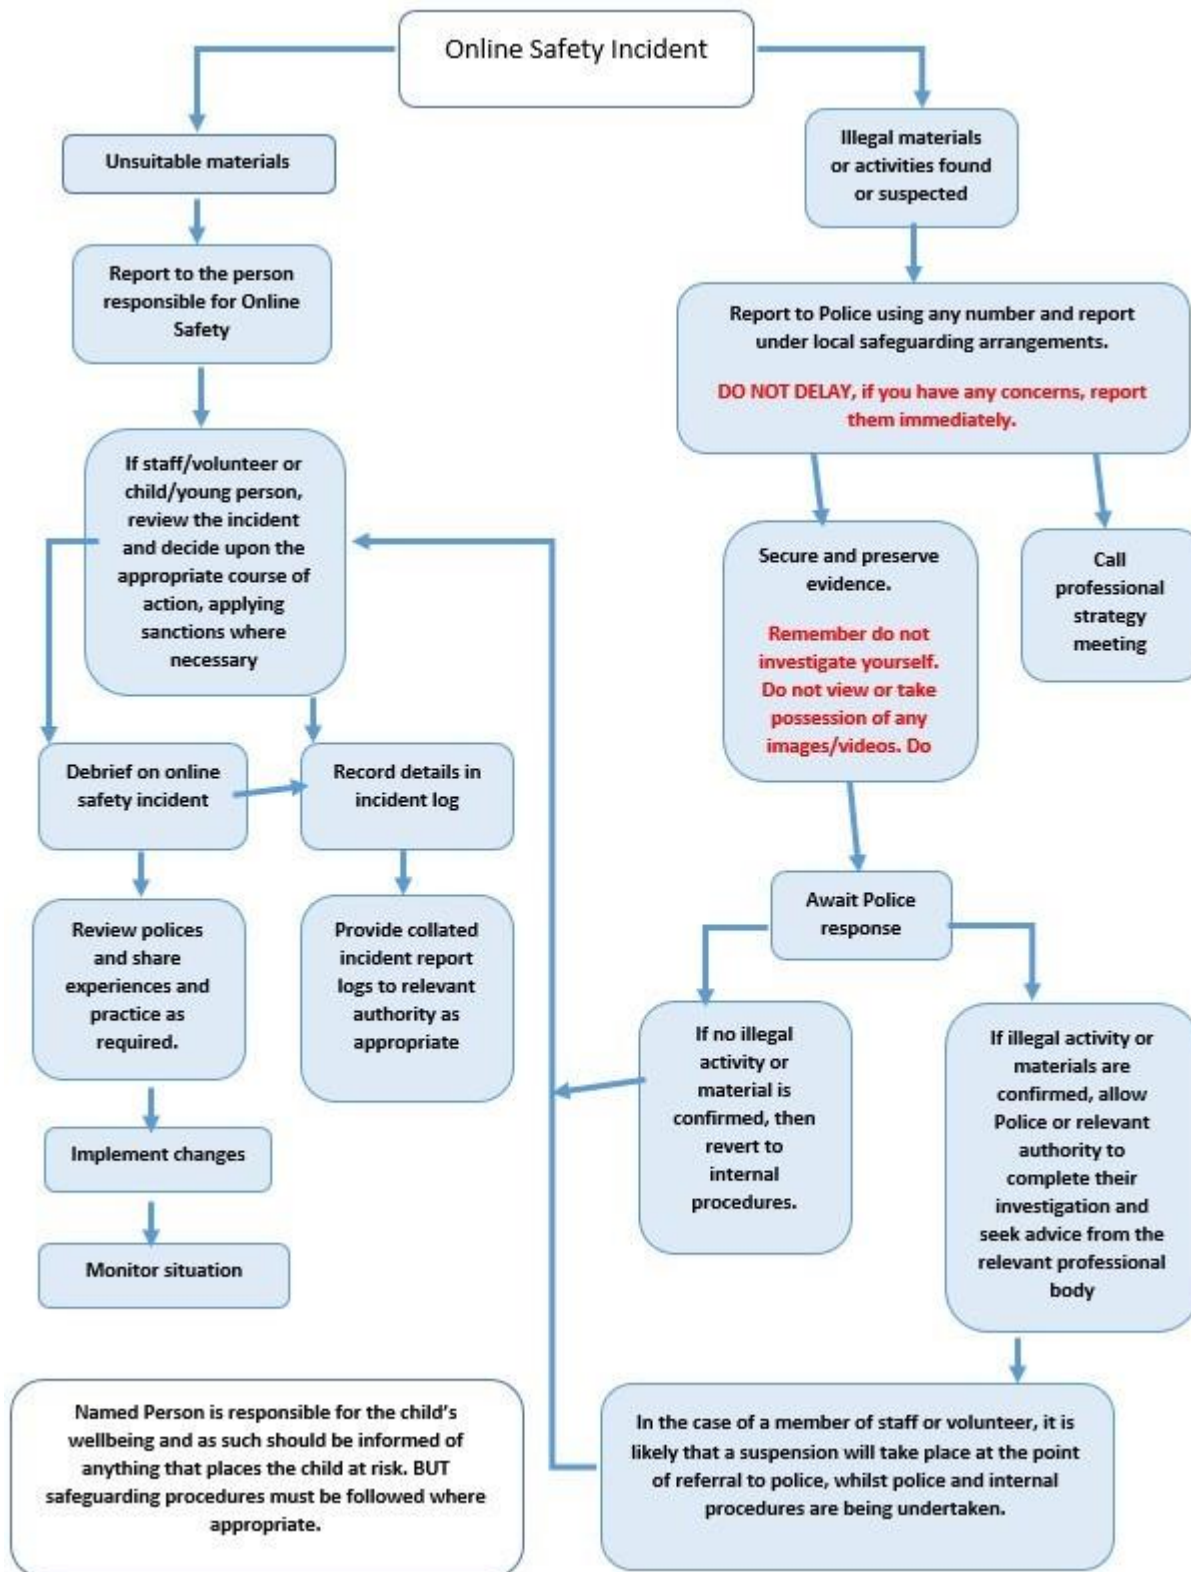 Online Safety Incident
Unsuitable materials
Report to the person
responsible for Online
Safety
If staff/volunteer or
child/young person,
review the incident
and decide upon the
appropriate course of
action, applying
sanctions where
necessary
Debrief on online
safety incident
Record details in
incident log
Review polices
and share
experiences and
practice as
required.
Provide collated
incident report
logs to relevant
authority as
appropriate
Implement changes
Monitor situation
Illegal materials
or activities found
or suspected
Report to Police using any number and report
under local safeguarding arrangements.
DO NOT DELAY, if you have any concerns, report
them immediately.
Secure and preserve
evidence.
Remember do not
investigate yourself.
Do not view or take
possession of any
images/videos. Do
Call
professional
strategy
meeting
Await Police
response
If no illegal
activity or
material is
confirmed, then
revert to
internal
procedures.
If illegal activity or
materials are
confirmed, allow
Police or relevant
authority to
complete their
investigation and
seek advice from the
relevant professional
body
In the case of a member of staff or volunteer, it is
likely that a suspension will take place at the point
of referral to police, whilst police and internal
procedures are being undertaken.
Named Person is responsible for the child's
wellbeing and as such should be informed of
anything that places the child at risk. BUT
safeguarding procedures must be followed where
appropriate.